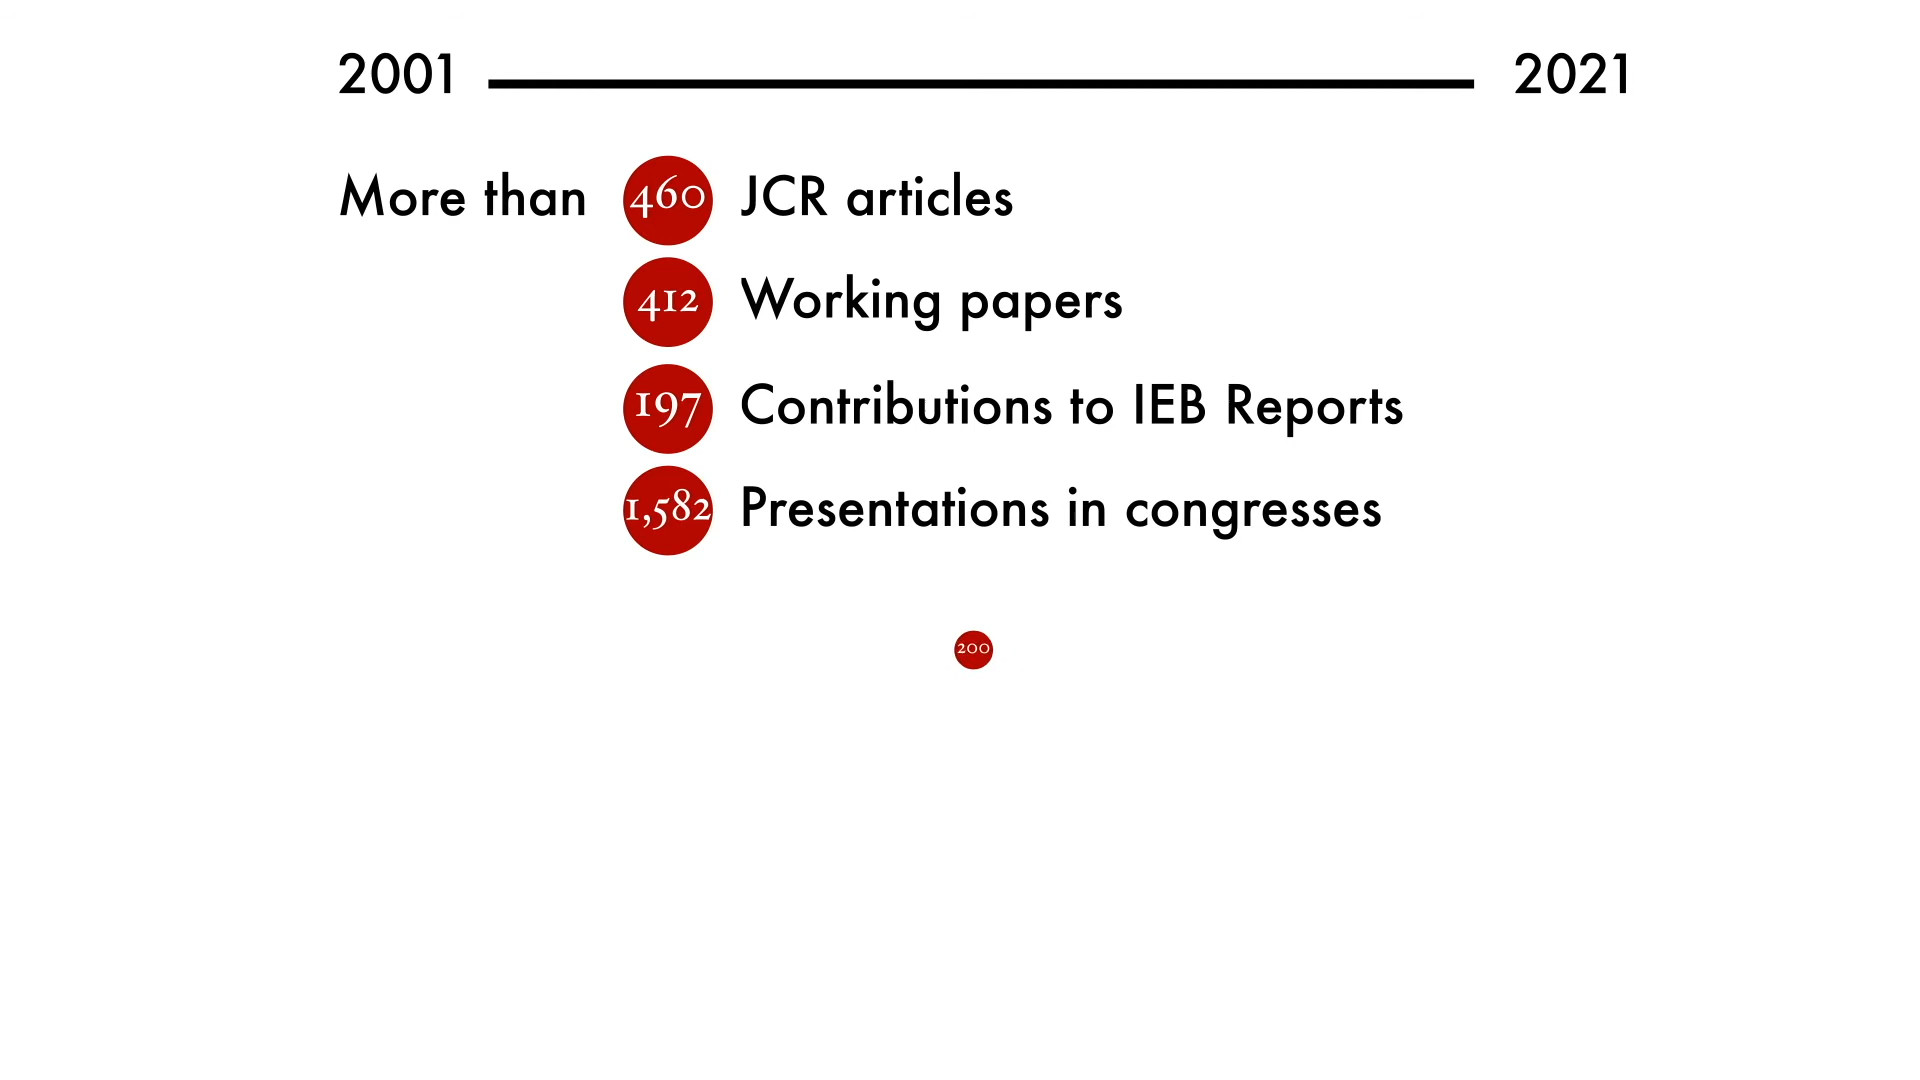 2001 2021
More than 460 JCR articles
412 Working papers
197 Contributions to IEB Reports
1,582 Presentations in congresses
200